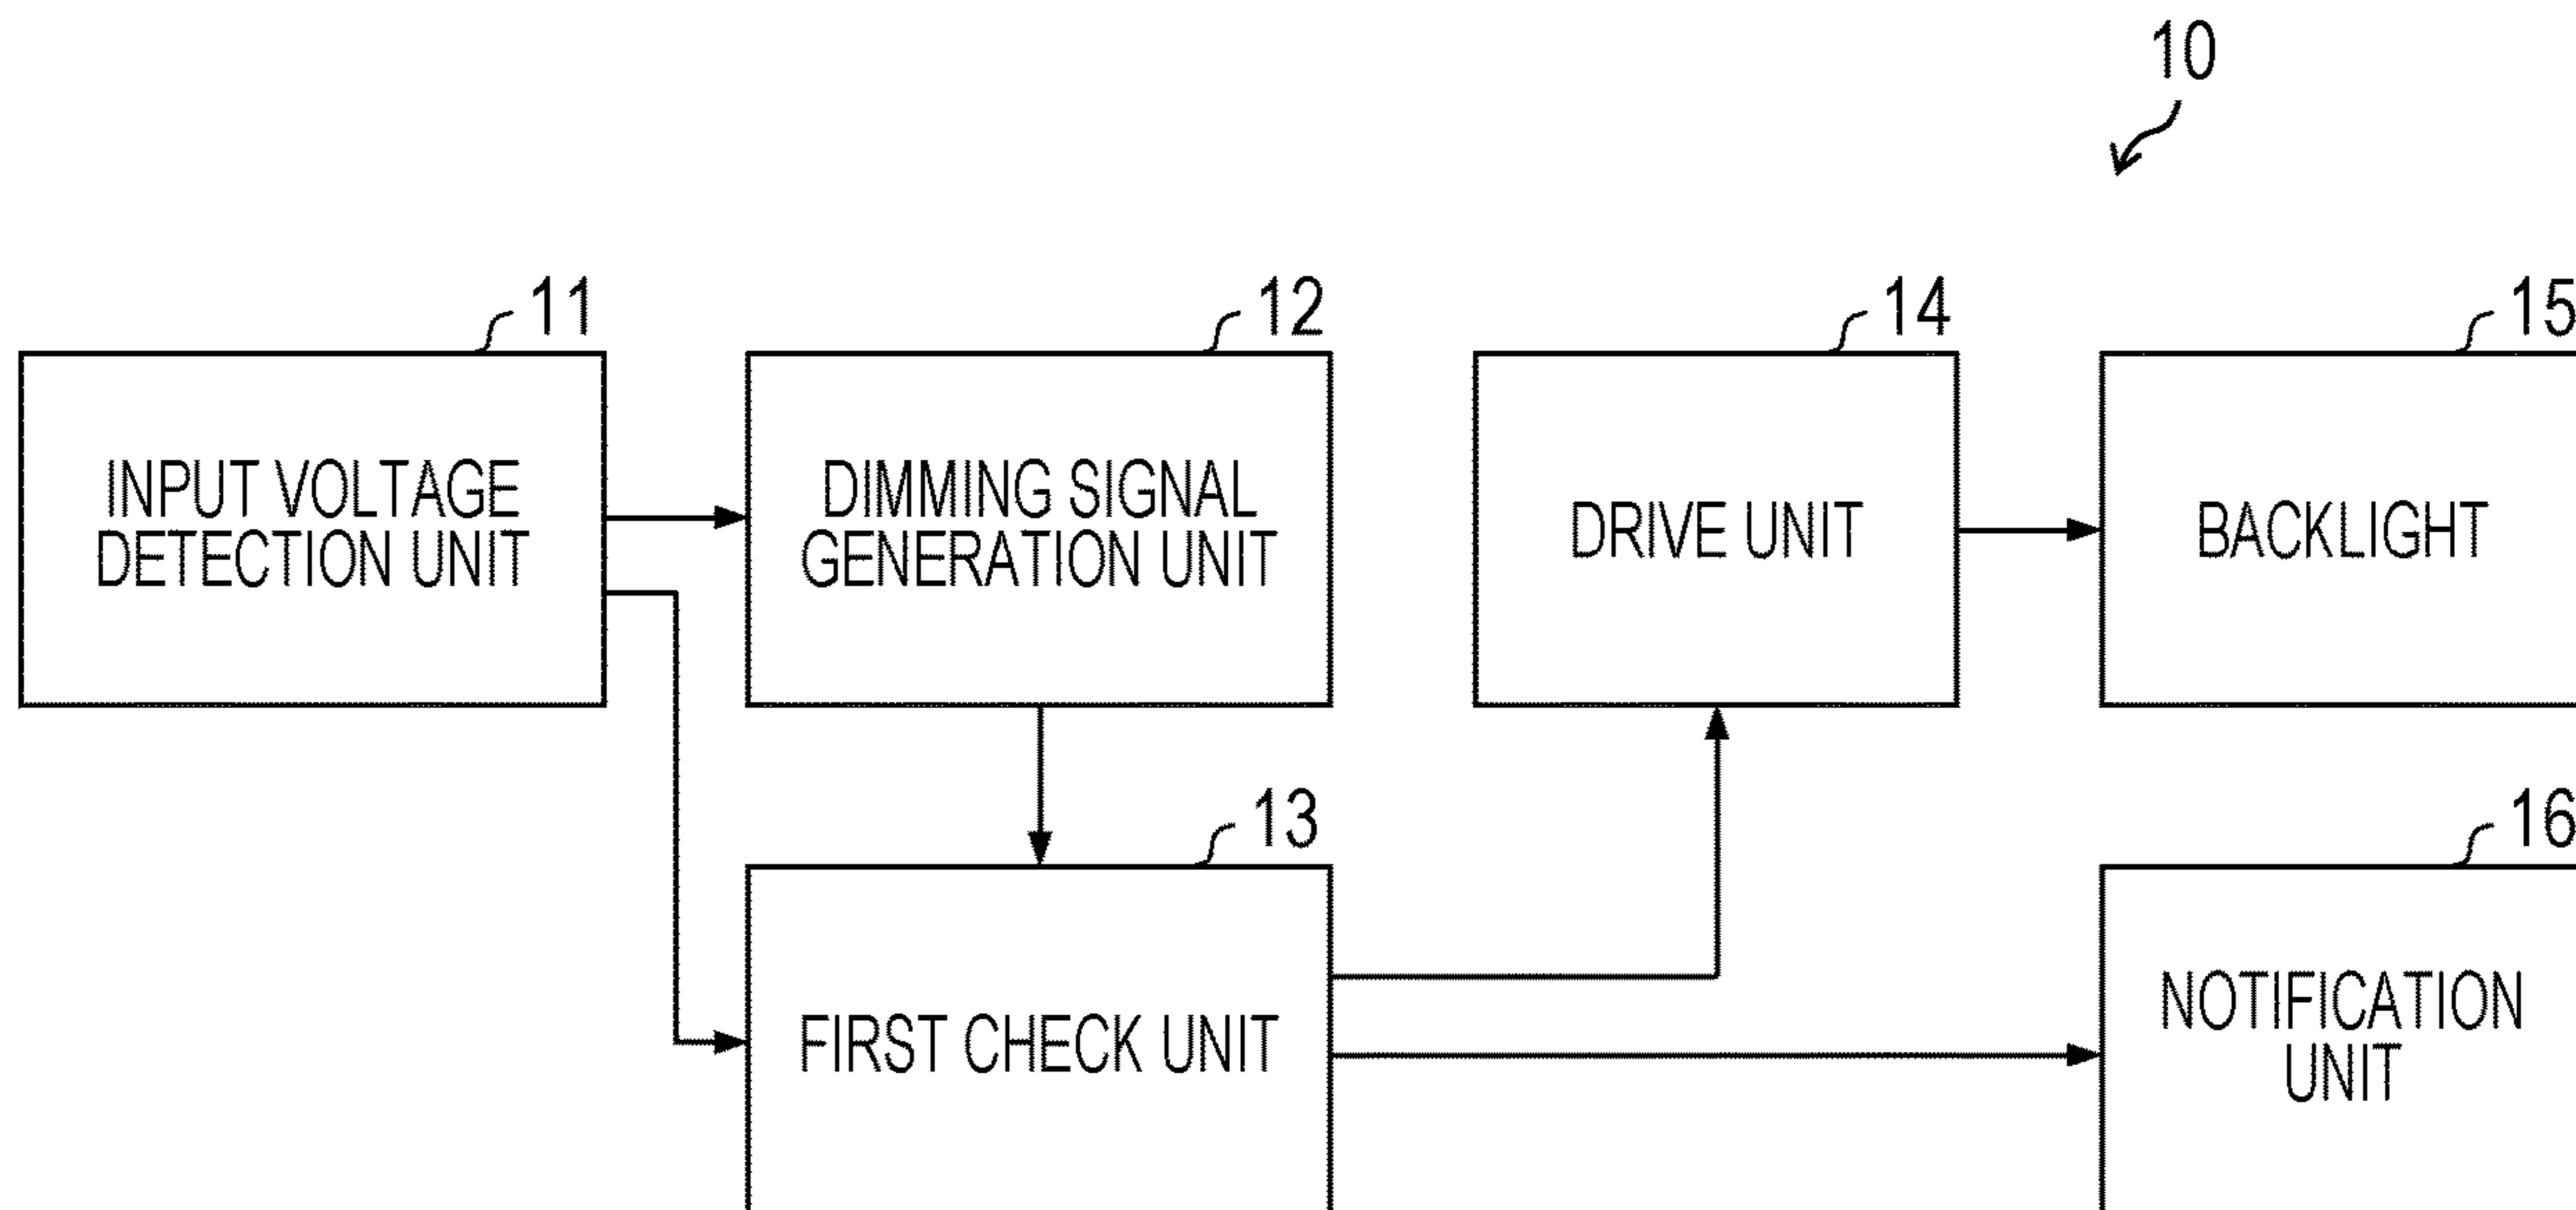 10
11
INPUT VOLTAGE
DETECTION UNIT
12
DIMMING SIGNAL
GENERATION UNIT
14
DRIVE UNIT
15
BACKLIGHT
13
FIRST CHECK UNIT
16
NOTIFICATION
UNIT